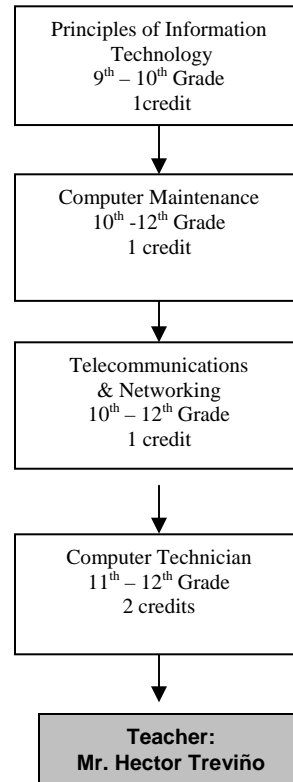 Principles of Information
Technology
9th – 10th Grade
1credit
Computer Maintenance
10th -12th Grade
1 credit
Telecommunications
& Networking
10th – 12th Grade
1 credit
Computer Technician
11th – 12th Grade
2 credits
Teacher:
Mr. Hector Treviño